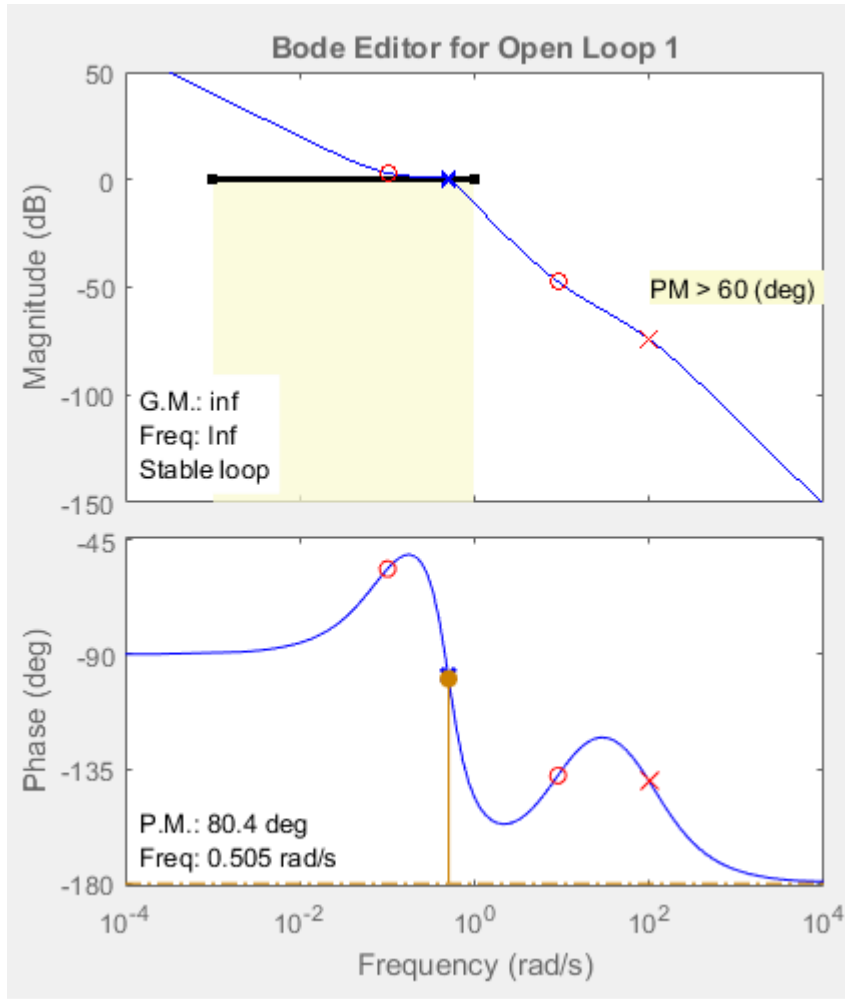 Bode Editor for Open Loop 1
50
0
-50
-100
-150
Magnitude (dB)
PM > 60 (deg)
G.M.: inf
Freq: Inf
Stable loop
-45
-90
-135
-180
Phase (deg)
P.M.: 80.4 deg
Freq: 0.505 rad/s
10^-4 10^-2 10^0 10^2 10^4
Frequency (rad/s)